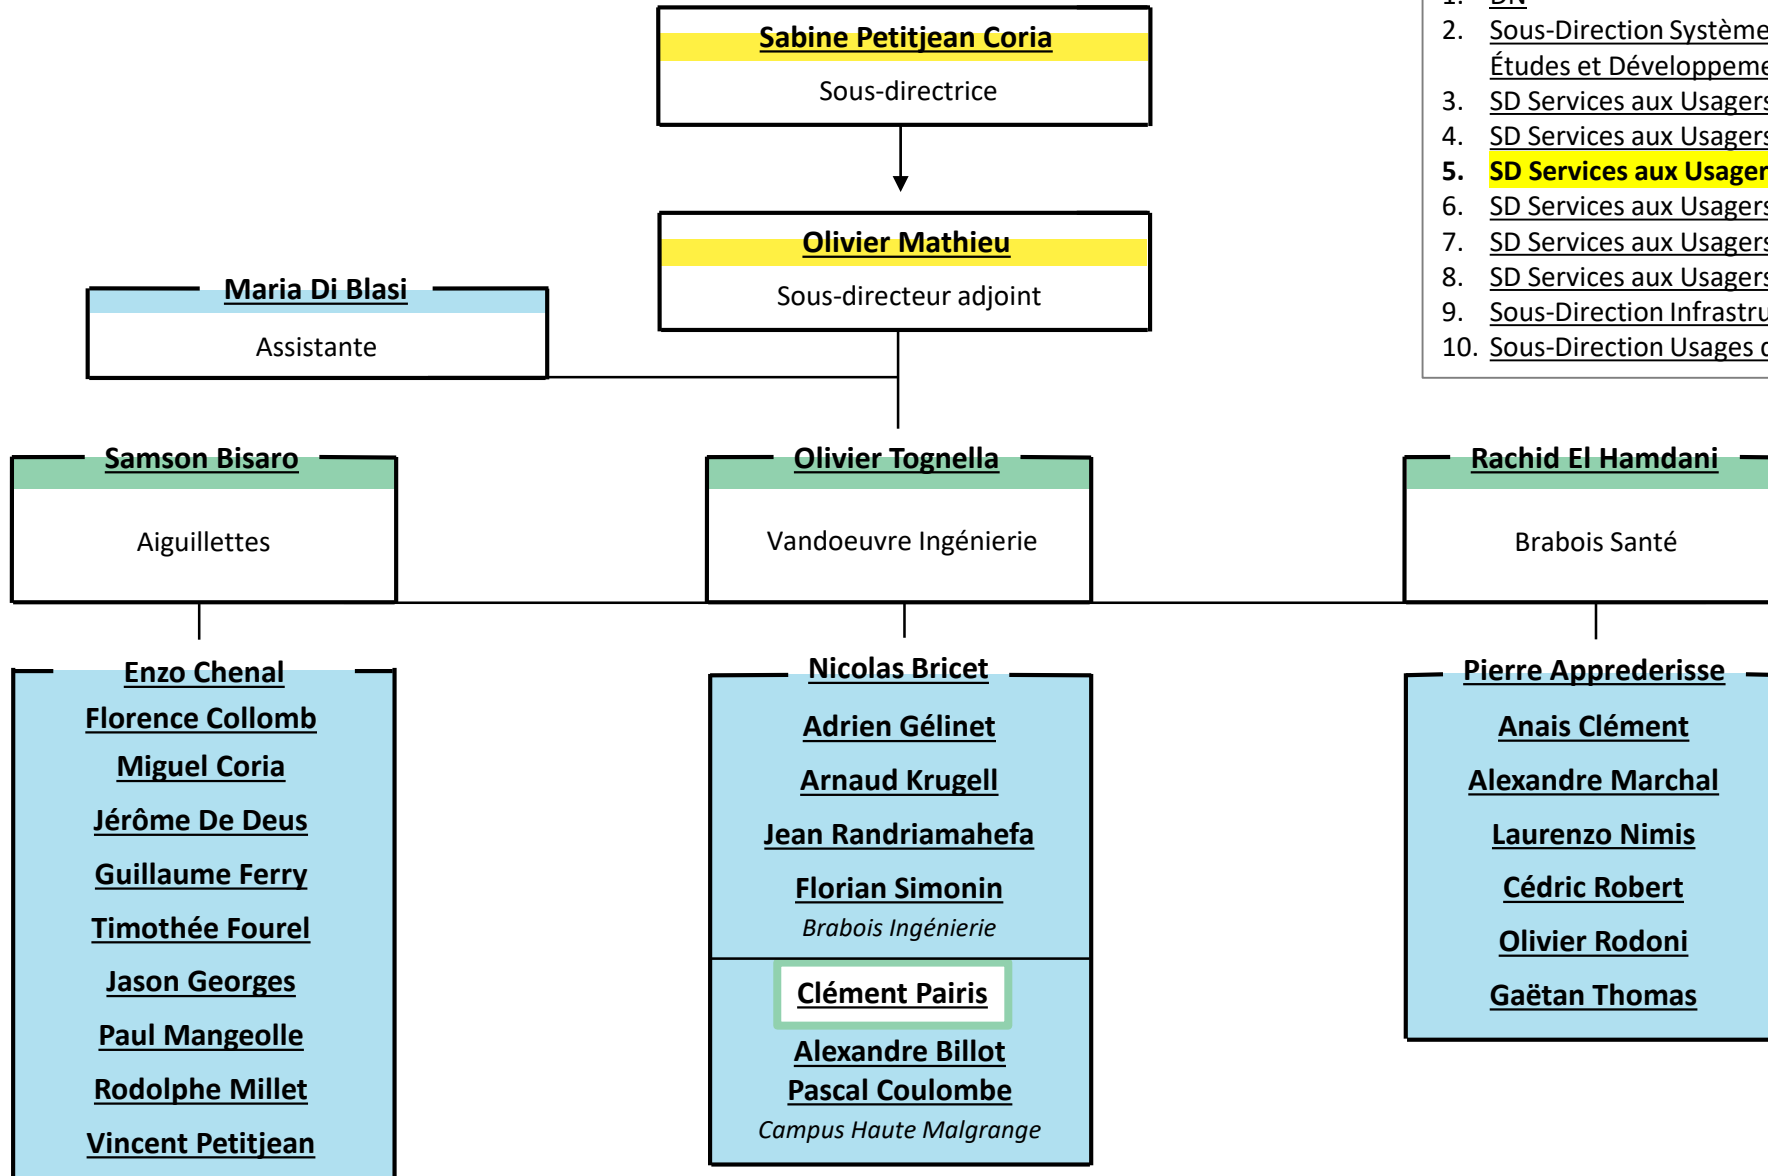 Sabine Petitjean Coria
Sous-directrice
Olivier Mathieu
Sous-directeur adjoint
Maria Di Blasi
Assistante
2. Sous-Direction Système
Études et Développeme
3. SD Services aux Usagers
4. SD Services aux Usagers
5. SD Services aux Usager
6. SD Services aux Usagers
7. SD Services aux Usagers
8. SD Services aux Usagers
9. Sous-Direction Infrastru
10. Sous-Direction Usages
Samson Bisaro
Aiguillettes
Olivier Tognella
Vandoeuvre Ingénierie
Rachid El Hamdani
Brabois Santé
Enzo Chenal
Florence Collomb
Miguel Coria
Jérôme De Deus
Guillaume Ferry
Timothée Fourel
Jason Georges
Paul Mangeolle
Rodolphe Millet
Vincent Petitjean
Nicolas Bricet
Adrien Gélinet
Arnaud Krugell
Jean Randriamahefa
Florian Simonin
Brabois Ingénierie
Clément Pairis
Alexandre Billot
Pascal Coulombe
Campus Haute Malgrange
Pierre Apprederisse
Anais Clément
Alexandre Marchal
Laurenzo Nimis
Cédric Robert
Olivier Rodoni
Gaëtan Thomas